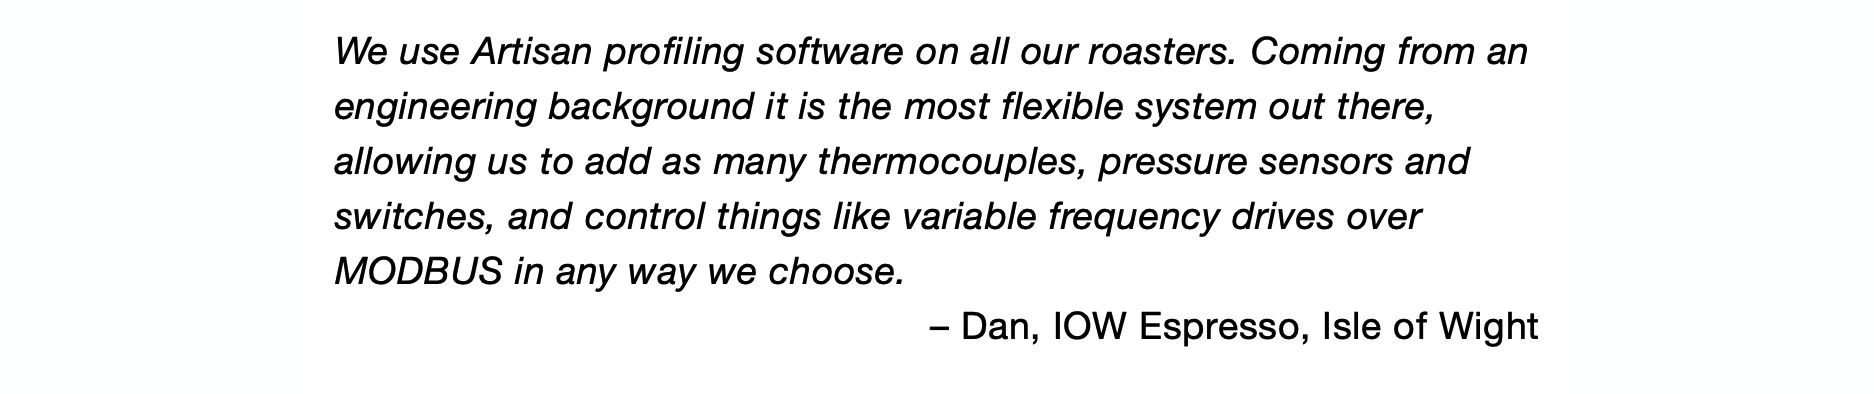 We use Artisan profiling software on all our roasters. Coming from an
engineering background it is the most flexible system out there,
allowing us to add as many thermocouples, pressure sensors and
switches, and control things like variable frequency drives over
MODBUS in any way we choose.
– Dan, IOW Espresso, Isle of Wight